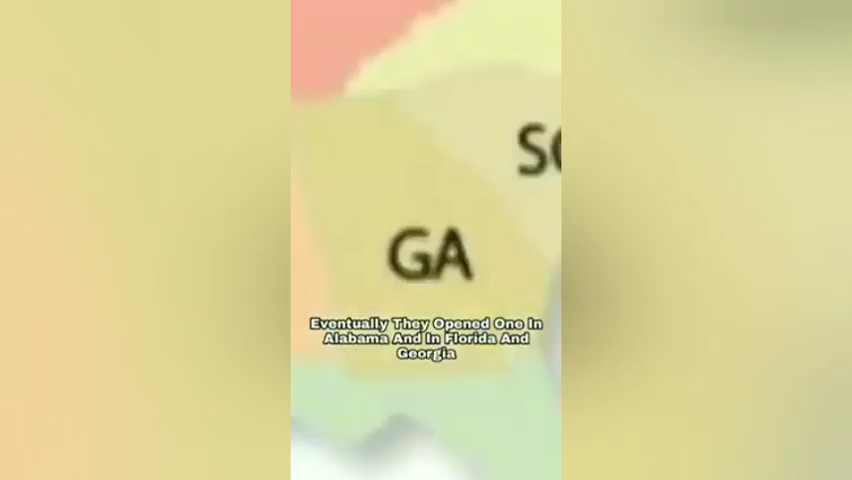 SC
GA
Eventually They Opened One In
Alabama And In Florida And
Georgia